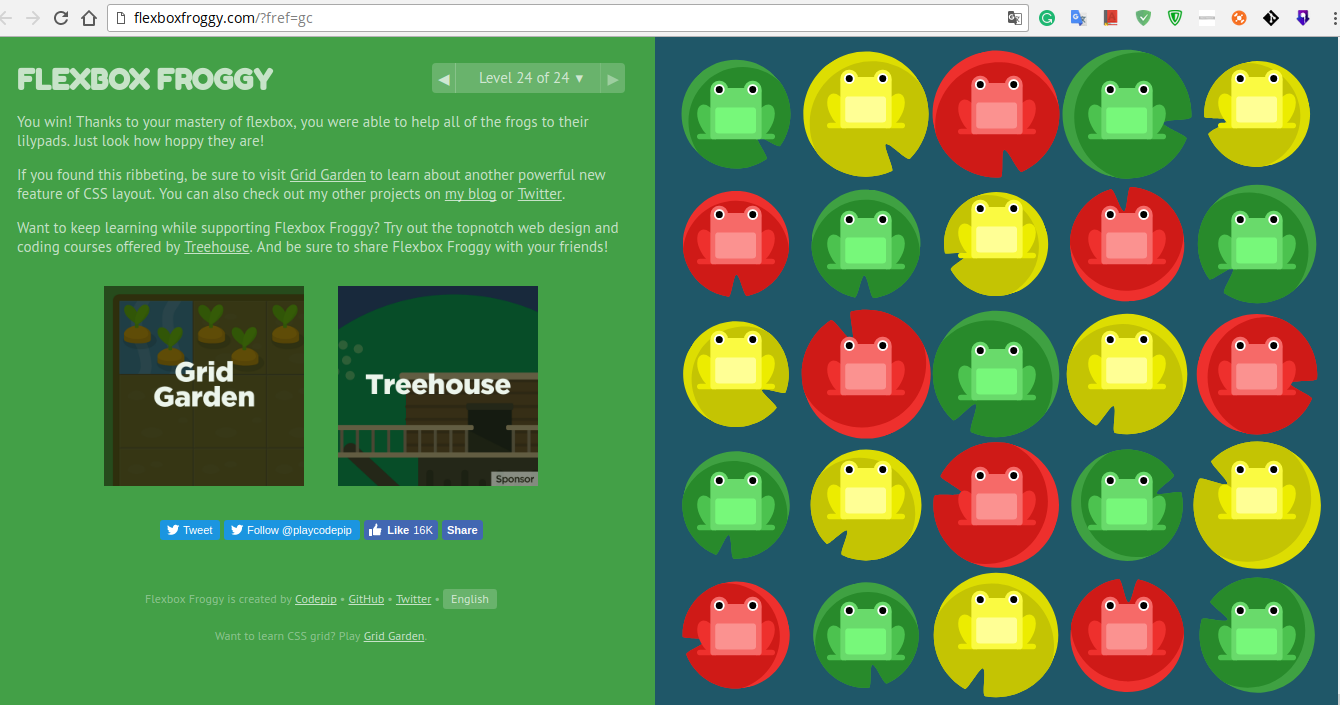 flexboxfroggy.com/?fref=gc
FLEXBOX FROGGY
◀ Level 24 of 24 ▼ ▶
You win! Thanks to your mastery of flexbox, you were able to help all of the frogs to their
lilypads. Just look how hoppy they are!
If you found this ribbeting, be sure to visit Grid Garden to learn about another powerful new
feature of CSS layout. You can also check out my other projects on my blog or Twitter.
Want to keep learning while supporting Flexbox Froggy? Try out the topnotch web design and
coding courses offered by Treehouse. And be sure to share Flexbox Froggy with your friends!
Grid
Garden
Treehouse
Sponsor
Tweet Follow @playcodepip Like 16K Share
Flexbox Froggy is created by Codepip • GitHub • Twitter • English
Want to learn CSS grid? Play Grid Garden.